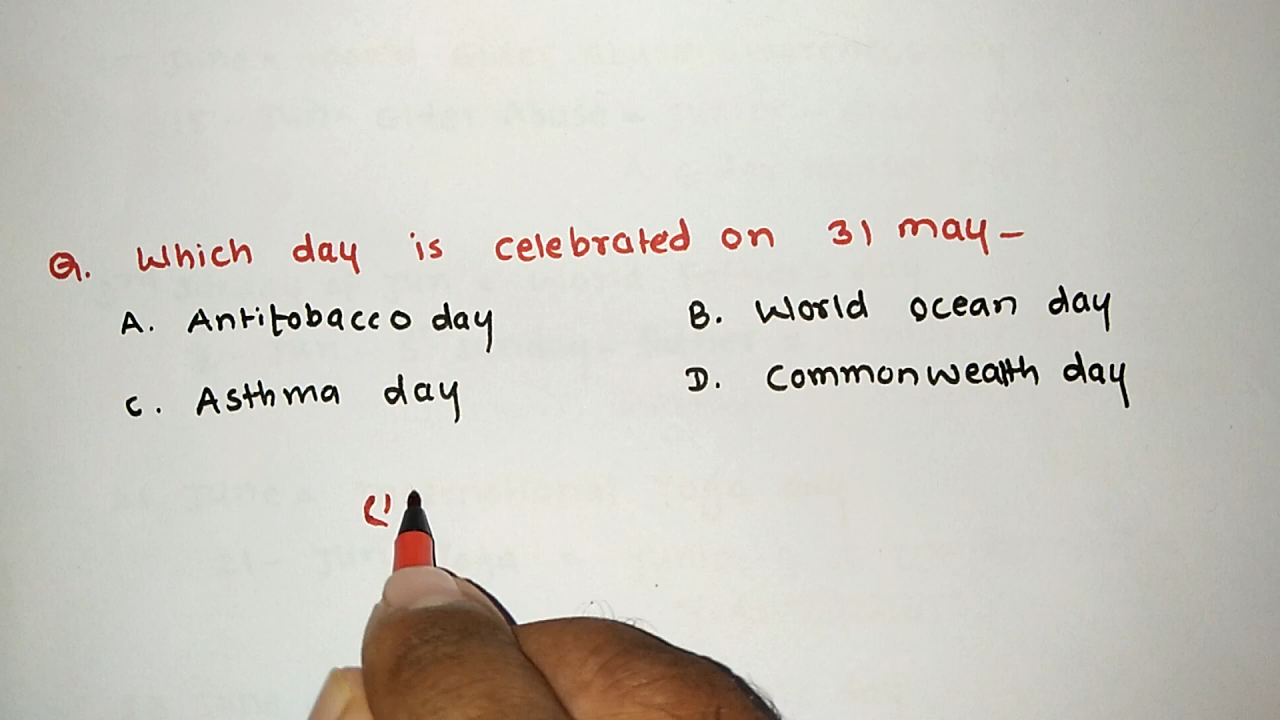 Q. Which day is celebrated on 31 may-
A. Antitobacco day B. World ocean day
C. Asthma day D. Commonwealth day